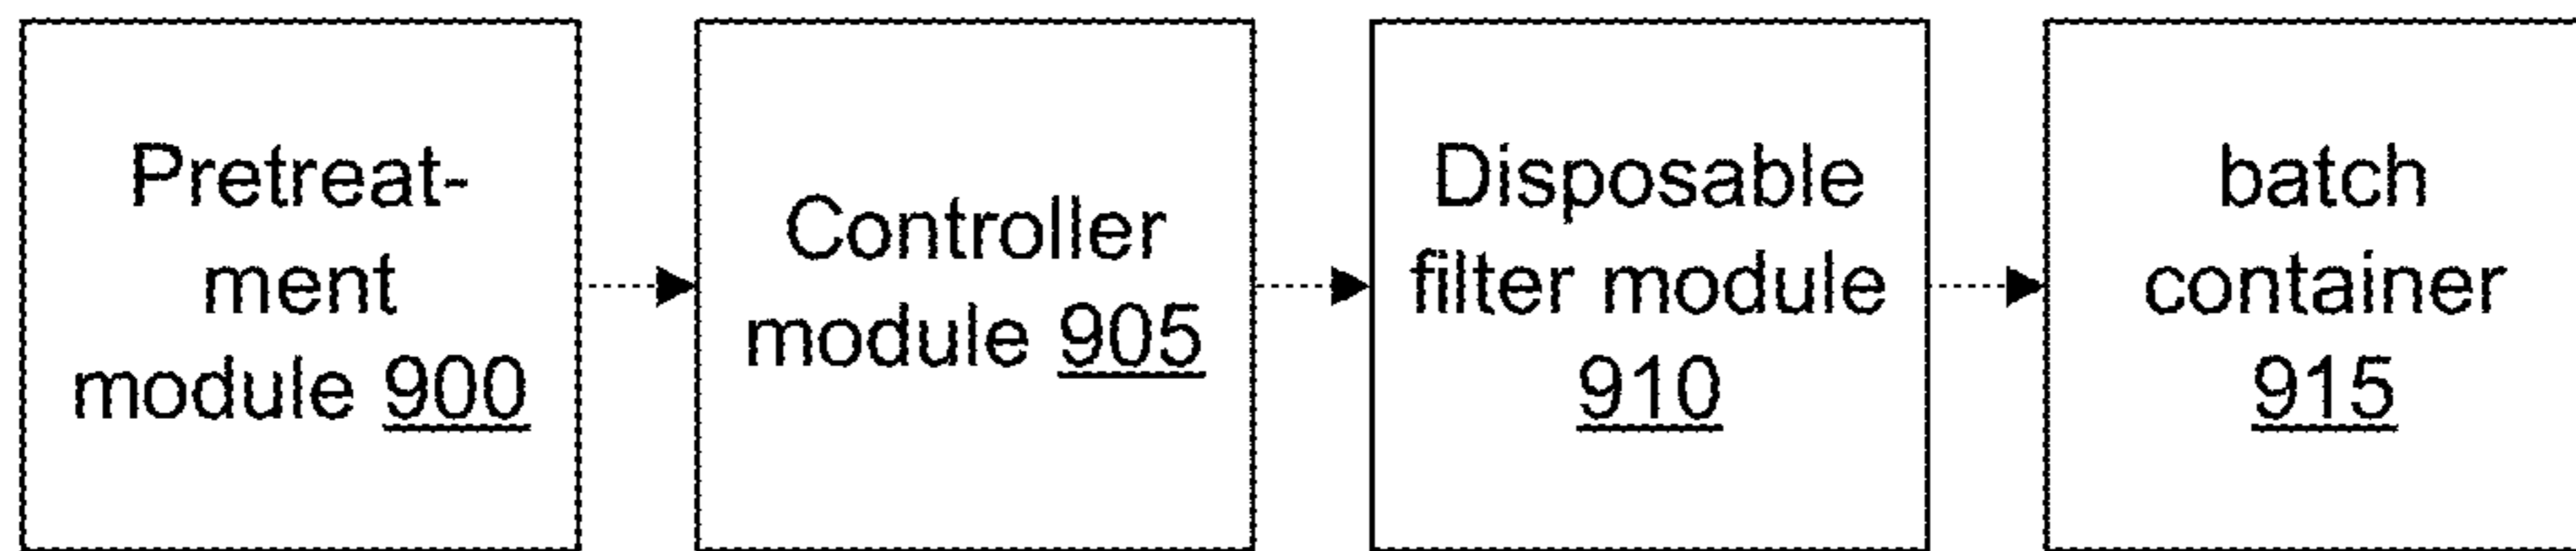 Pretreat-
ment
module 900
Controller
module 905
Disposable
filter module
910
batch
container
915